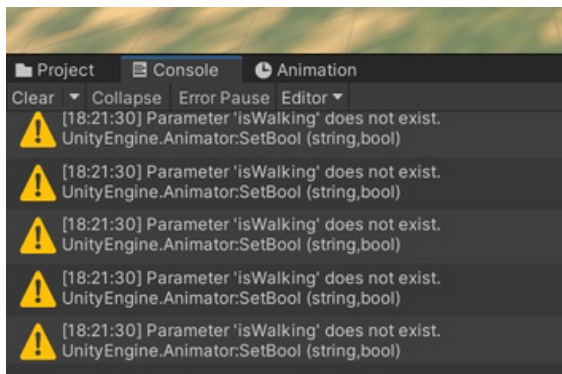 Project Console Animation
Clear Collapse Error Pause Editor
[18:21:30] Parameter 'isWalking' does not exist.
UnityEngine.Animator:SetBool (string,bool)
[18:21:30] Parameter 'isWalking' does not exist.
UnityEngine.Animator:SetBool (string,bool)
[18:21:30] Parameter 'isWalking' does not exist.
UnityEngine.Animator:SetBool (string,bool)
[18:21:30] Parameter 'isWalking' does not exist.
UnityEngine.Animator:SetBool (string,bool)
[18:21:30] Parameter 'isWalking' does not exist.
UnityEngine.Animator:SetBool (string,bool)